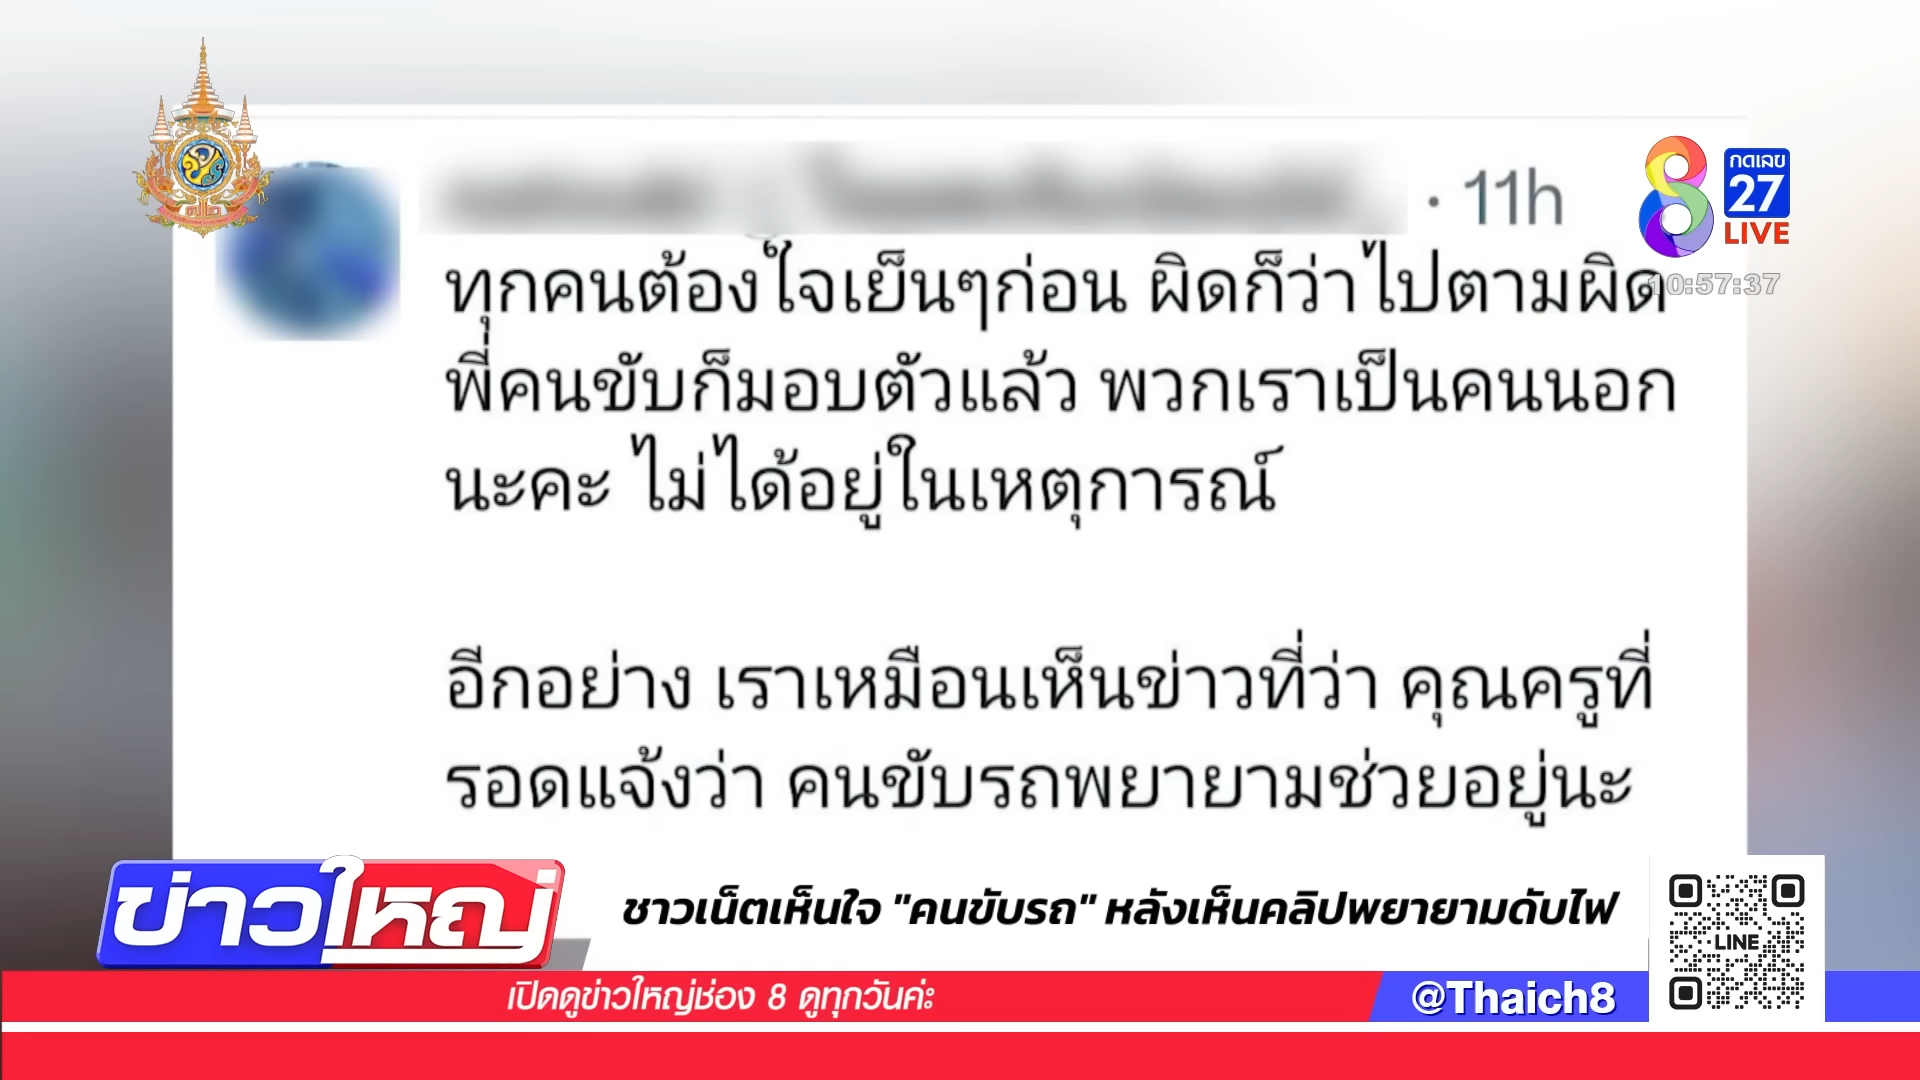 · 11h
กดเลข
27
LIVE
10:57:37
ทุกคนต้องใจเย็นๆก่อน ผิดก็ว่าไปตามผิด
พี่คนขับก็มอบตัวแล้ว พวกเราเป็นคนนอก
นะคะ ไม่ได้อยู่ในเหตุการณ์
อีกอย่าง เราเหมือนเห็นข่าวที่ว่า คุณครูที่
รอดแจ้งว่า คนขับรถพยายามช่วยอยู่นะ
ข่าวใหญ่
ชาวเน็ตเห็นใจ "คนขับรถ" หลังเห็นคลิปพยายามดับไฟ
LINE
เปิดดูข่าวใหญ่ช่อง 8 ดูทุกวันค่ะ
@Thaich8